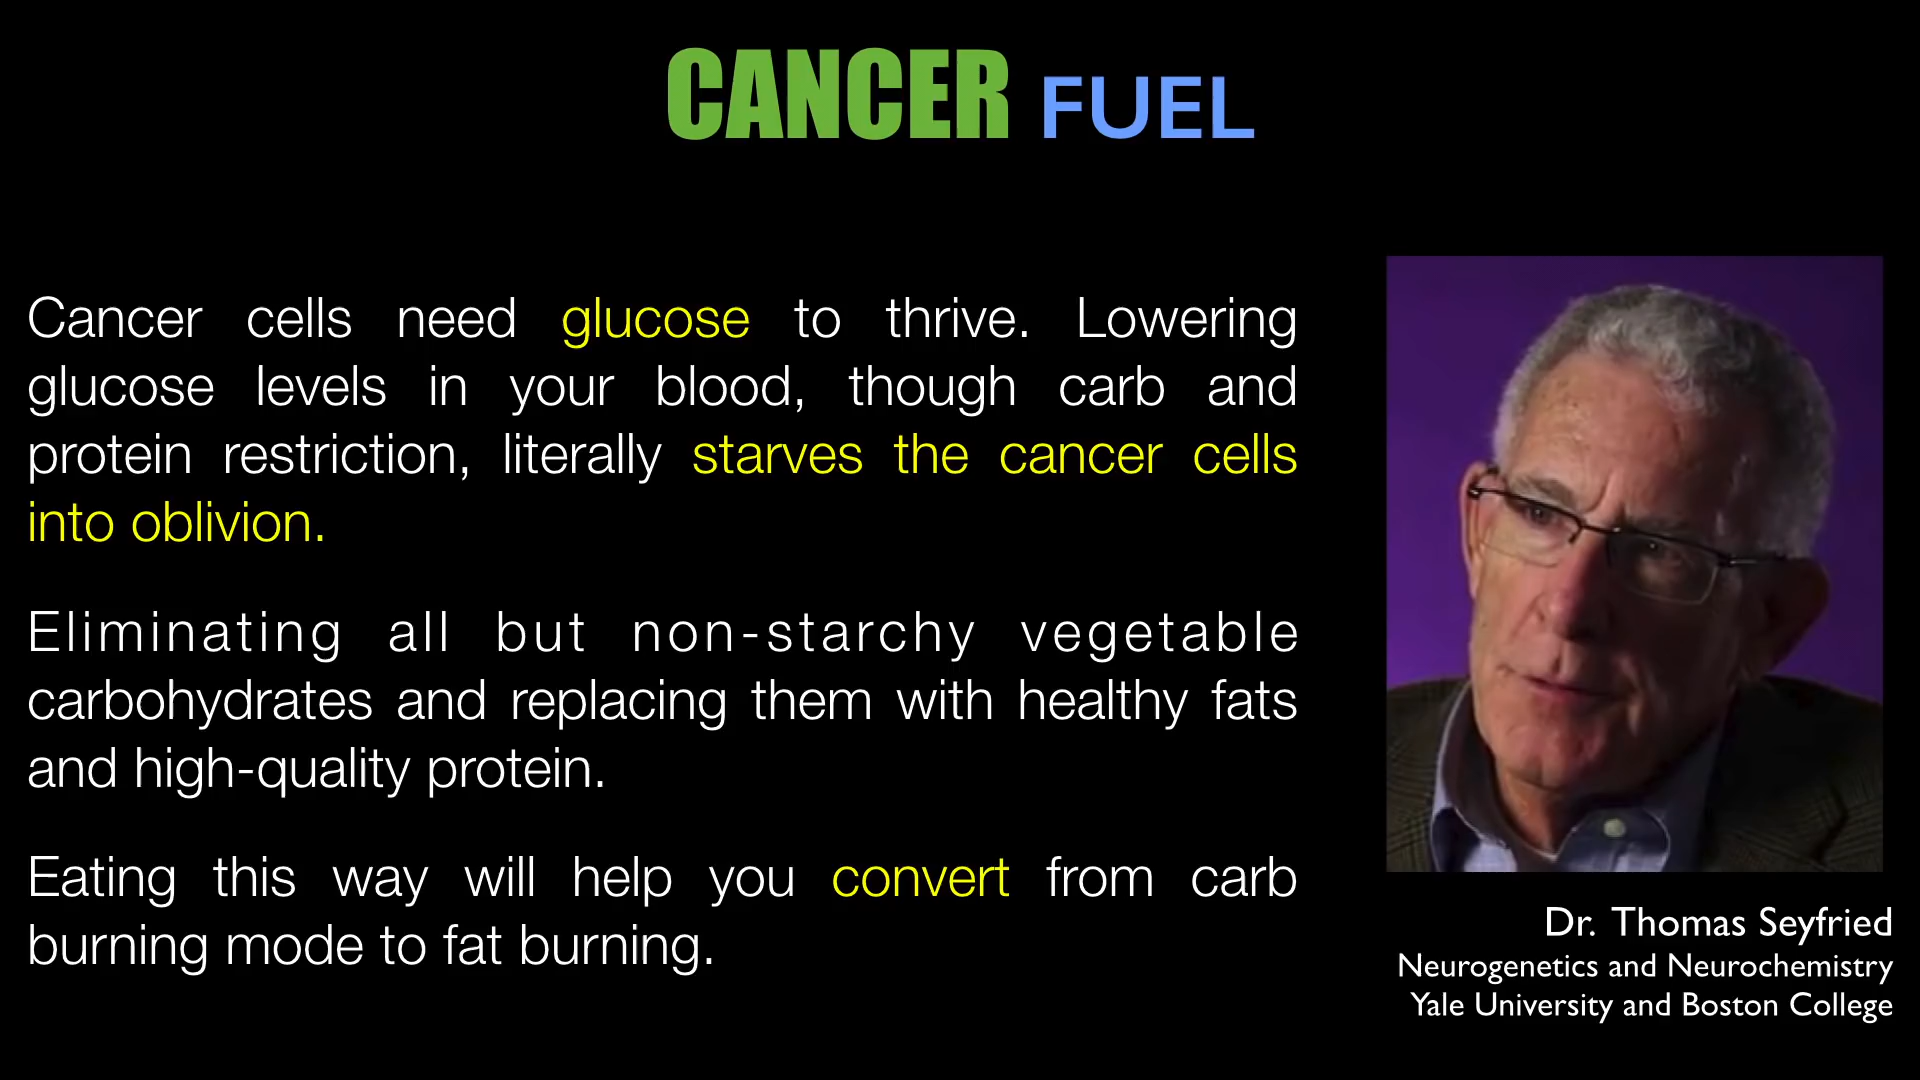 CANCER FUEL
Cancer cells need glucose to thrive. Lowering
glucose levels in your blood, though carb and
protein restriction, literally starves the cancer cells
into oblivion.
Eliminating all but non-starchy vegetable
carbohydrates and replacing them with healthy fats
and high-quality protein.
Eating this way will help you convert from carb
burning mode to fat burning.
Dr. Thomas Seyfried
Neurogenetics and Neurochemistry
Yale University and Boston College